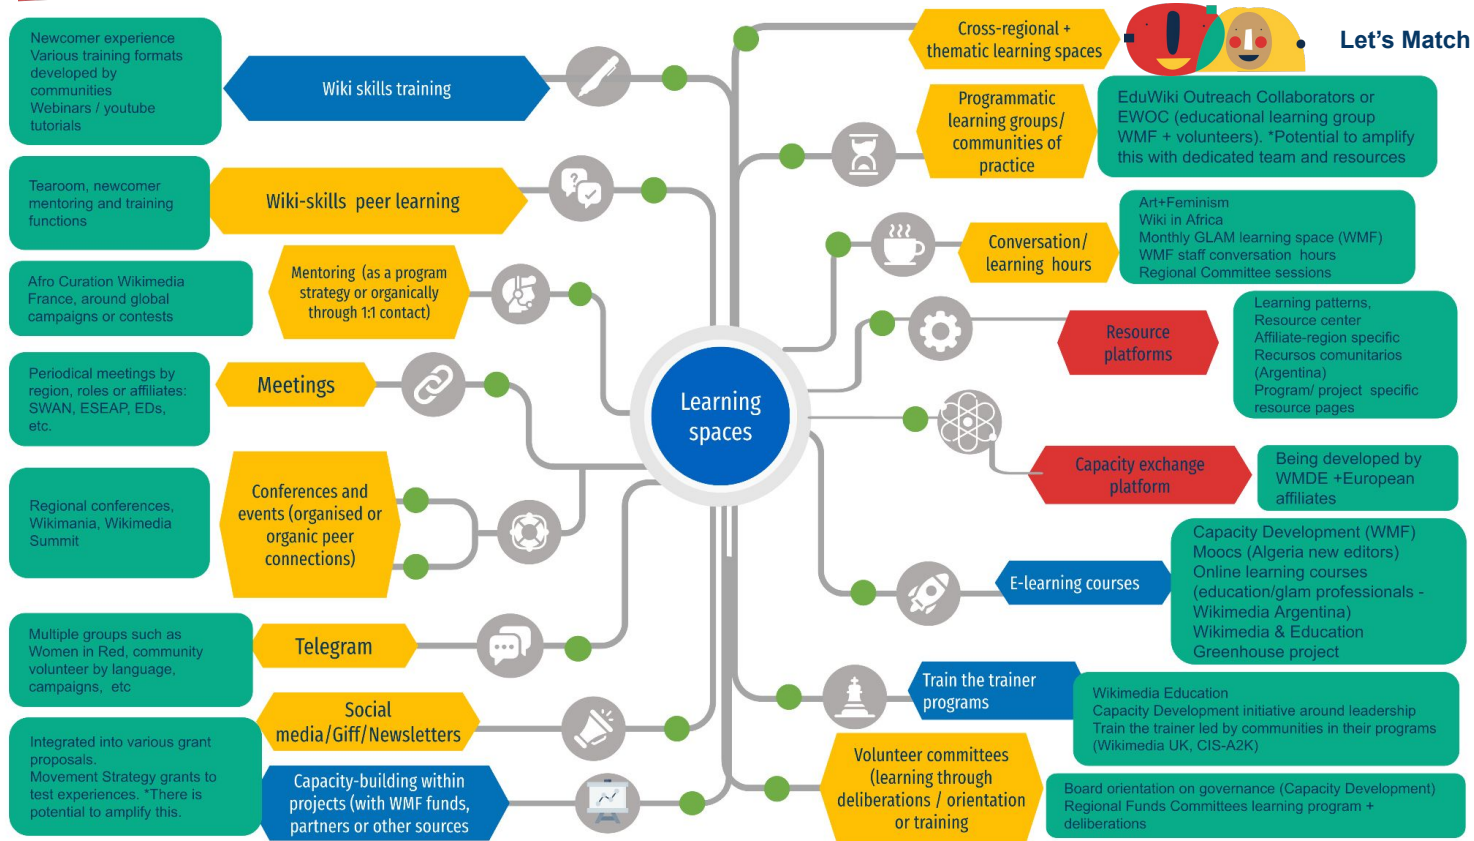 Let's Match
Newcomer experience
Various training formats
developed by
communities
Webinars / youtube
tutorials
Wiki skills training
Tearoom, newcomer
mentoring and training
functions
Wiki-skills peer learning
Afro Curation Wikimedia
France, around global
campaigns or contests
Mentoring (as a program
strategy or organically
through 1:1 contact)
Periodical meetings by
region, roles or affiliates:
SWAN, ESEAP, EDs,
etc.
Meetings
Regional conferences,
Wikimania, Wikimedia
Summit
Conferences and
events (organised or
organic peer
connections)
Multiple groups such as
Women in Red, community
volunteer by language,
campaigns, etc
Telegram
Social
media/Giff/Newsletters
Integrated into various grant
proposals.
Movement Strategy grants to
test experiences. *There is
potential to amplify this.
Capacity-building within
projects (with WMF funds,
partners or other sources
Learning
spaces
Cross-regional +
thematic learning spaces
Programmatic
learning groups/
communities of
practice
EduWiki Outreach Collaborators or
EWOC (educational learning group
WMF + volunteers). *Potential to amplify
this with dedicated team and resources
Conversation/
learning hours
Art+Feminism
Wiki in Africa
Monthly GLAM learning space (WMF)
WMF staff conversation hours
Regional Committee sessions
Resource
platforms
Learning patterns,
Resource center
Affiliate-region specific
Recursos comunitarios
(Argentina)
Program/ project specific
resource pages
Capacity exchange
platform
Being developed by
WMDE +European
affiliates
E-learning courses
Capacity Development (WMF)
Moocs (Algeria new editors)
Online learning courses
(education/glam professionals -
Wikimedia Argentina)
Wikimedia & Education
Greenhouse project
Train the trainer
programs
Wikimedia Education
Capacity Development initiative around leadership
Train the trainer led by communities in their programs
(Wikimedia UK, CIS-A2K)
Volunteer committees
(learning through
deliberations / orientation
or training
Board orientation on governance (Capacity Development)
Regional Funds Committees learning program +
deliberations